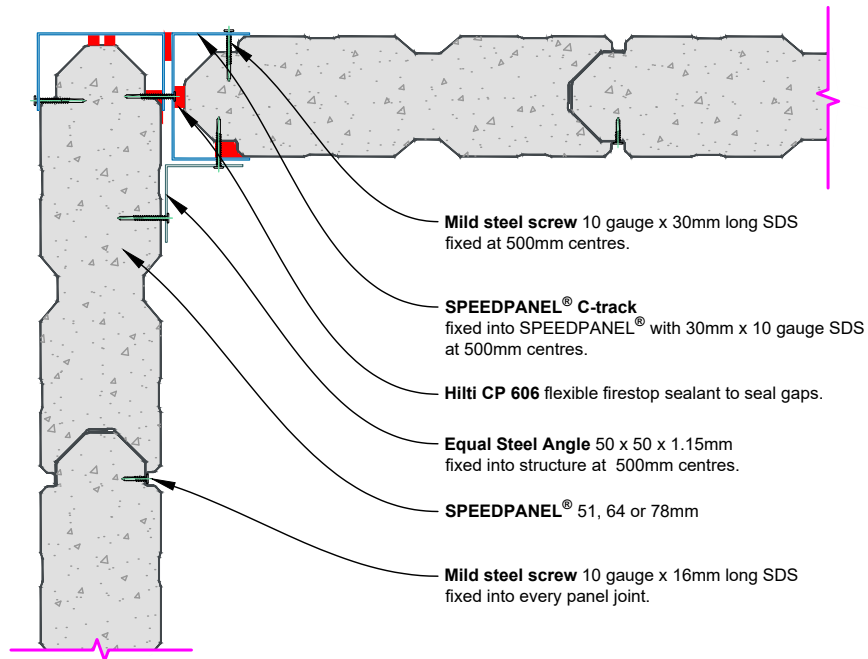 Mild steel screw 10 gauge x 30mm long SDS
fixed at 500mm centres.
SPEEDPANEL® C-track
fixed into SPEEDPANEL® with 30mm x 10 gauge SDS
at 500mm centres.
Hilti CP 606 flexible firestop sealant to seal gaps.
Equal Steel Angle 50 x 50 x 1.15mm
fixed into structure at 500mm centres.
SPEEDPANEL® 51, 64 or 78mm
Mild steel screw 10 gauge x 16mm long SDS
fixed into every panel joint.